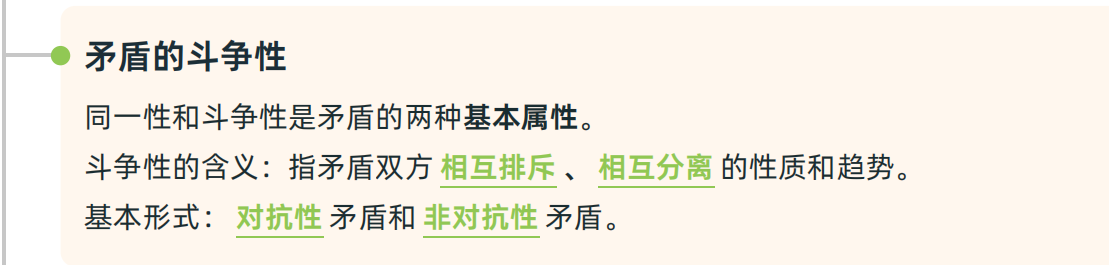 矛盾的斗争性
同一性和斗争性是矛盾的两种基本属性。
斗争性的含义：指矛盾双方 相互排斥 、 相互分离 的性质和趋势。
基本形式： 对抗性 矛盾和 非对抗性 矛盾。